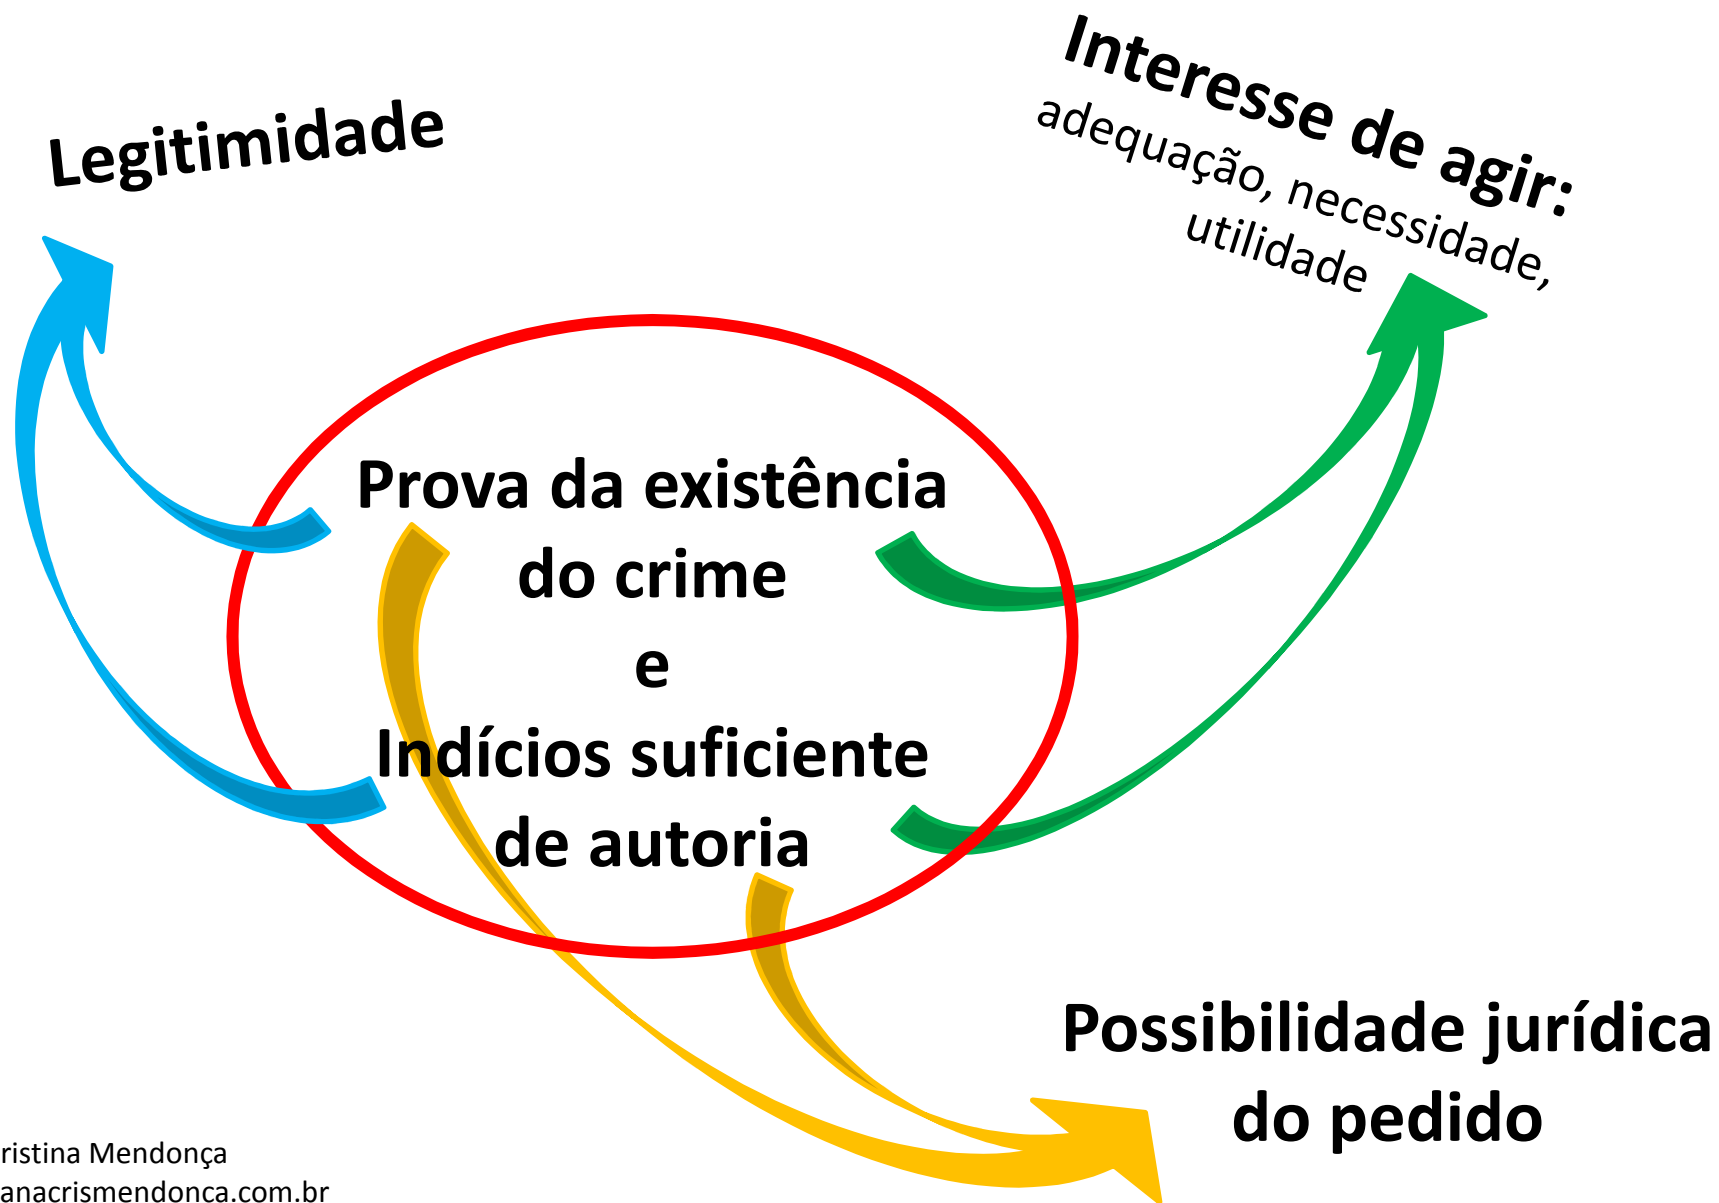 Legitimidade
Interesse de agir:
adequação, necessidade,
utilidade
Prova da existência
do crime
e
Indícios suficiente
de autoria
Possibilidade jurídica
do pedido
ristina Mendonça
anacrismendonca.com.br